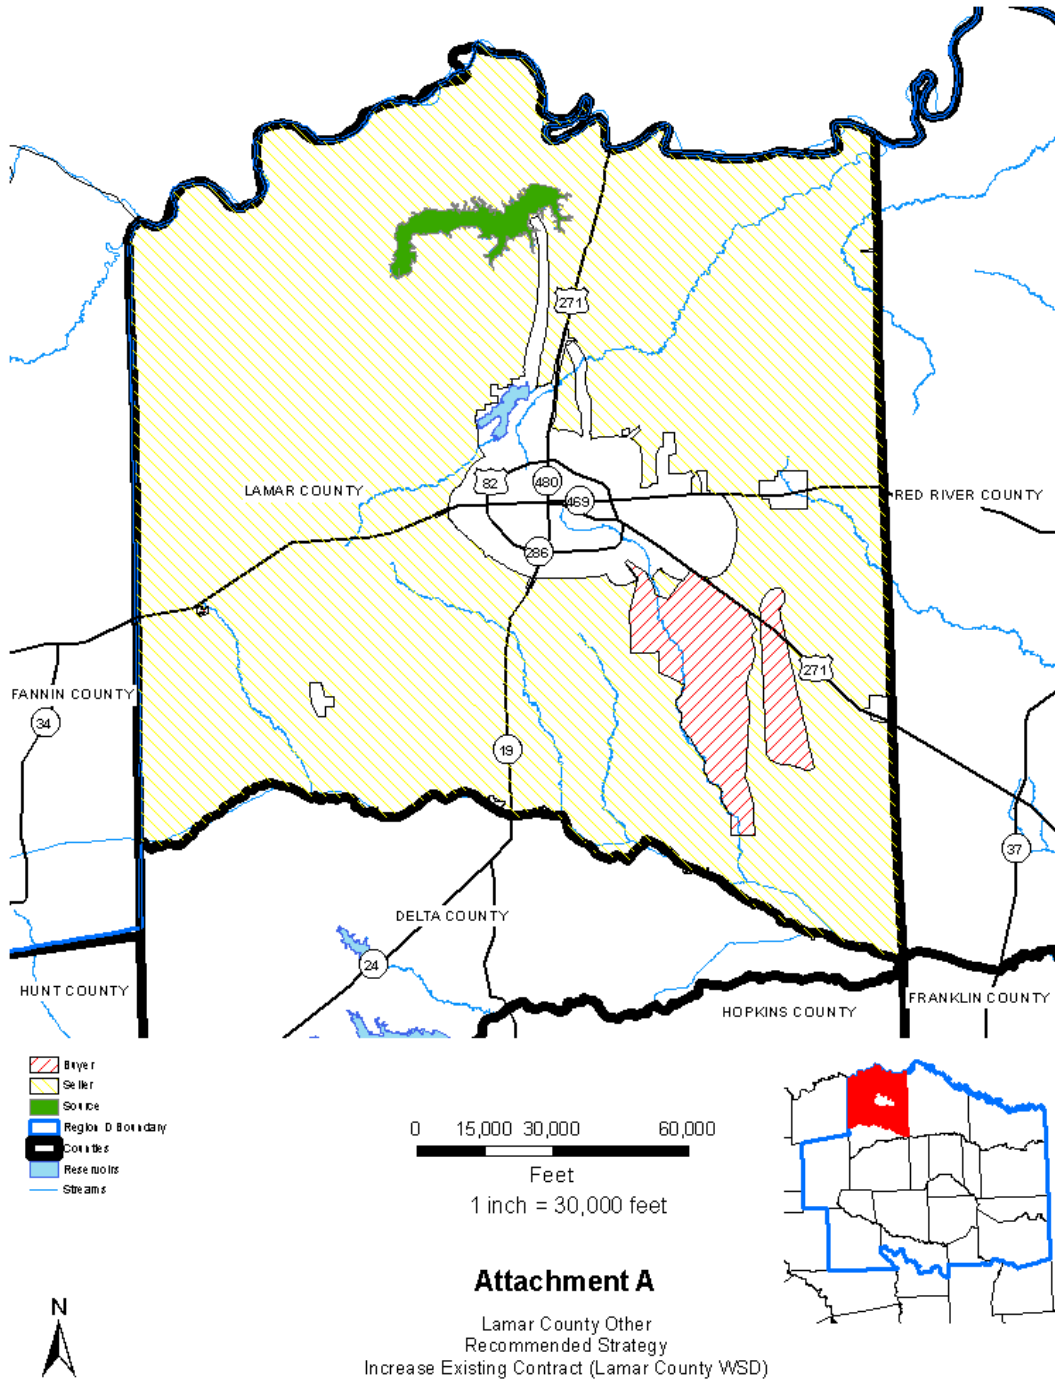 271
LAMAR COUNTY
82
480
469
RED RIVER COUNTY
286
271
FANNIN COUNTY
34
19
37
DELTA COUNTY
24
HUNT COUNTY
HOPKINS COUNTY
FRANKLIN COUNTY
Buyer
Seller
Source
Region D Boundary
Counties
Reservoirs
Streams
0 15,000 30,000 60,000
Feet
1 inch = 30,000 feet
Attachment A
N
Lamar County Other
Recommended Strategy
Increase Existing Contract (Lamar County WSD)